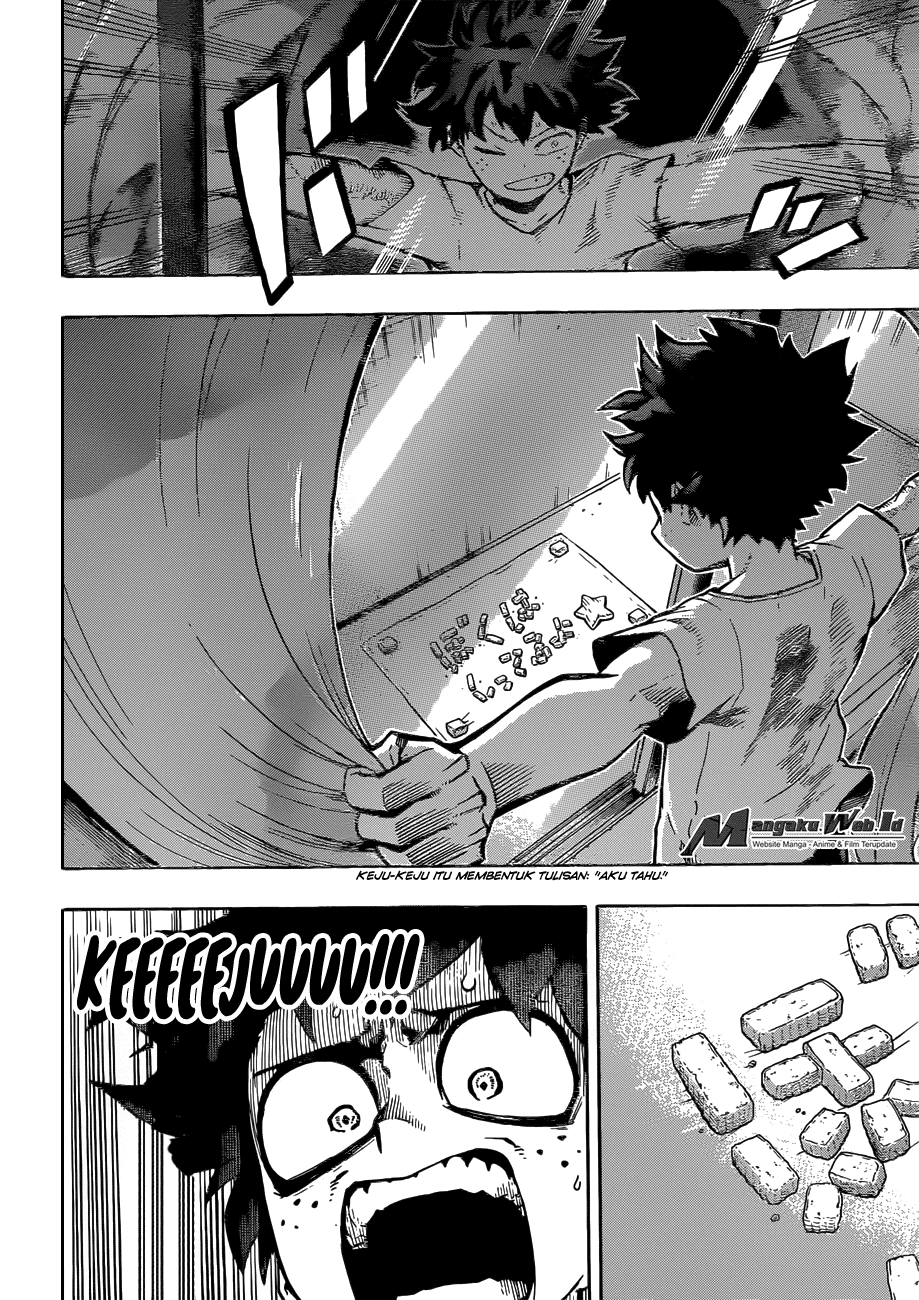 Mangaku.Web.Id
Website Manga - Anime & Film Terupdate
KEJU-KEJU ITU MEMBENTUK TULISAN: "AKU TAHU."
KEEEEEJUUUU!!!...